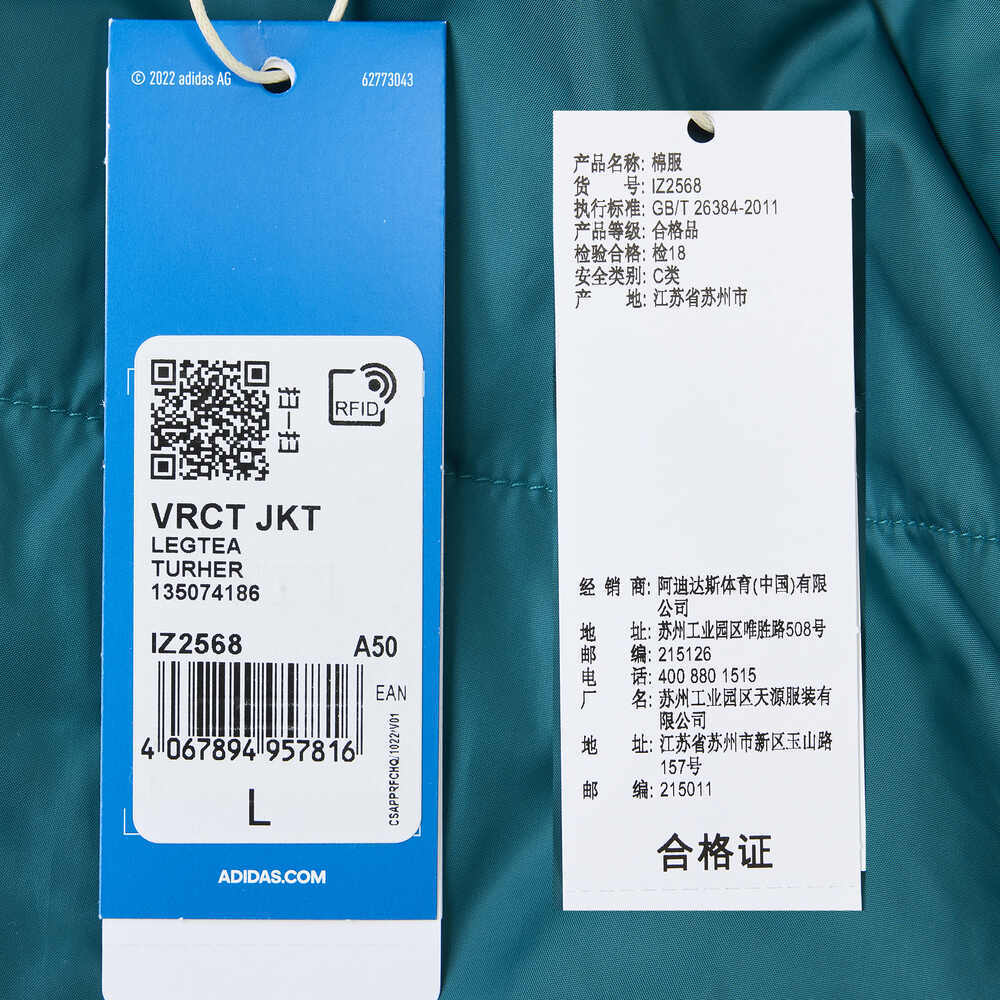 © 2022 adidas AG 62773043
扫一扫
RFID
VRCT JKT
LEGTEA
TURHER
135074186
IZ2568 A50
EAN
4 067894 957816
CSAPPRFCHQ/1022/V01
L
ADIDAS.COM
产品名称: 棉服
货 号: IZ2568
执行标准: GB/T 26384-2011
产品等级: 合格品
检验合格: 检18
安全类别: C类
产 地: 江苏省苏州市
经 销 商: 阿迪达斯体育(中国)有限
公司
地 址: 苏州工业园区唯胜路508号
邮 编: 215126
电 话: 400 880 1515
厂 名: 苏州工业园区天源服装有
限公司
地 址: 江苏省苏州市新区玉山路
157号
邮 编: 215011
合格证